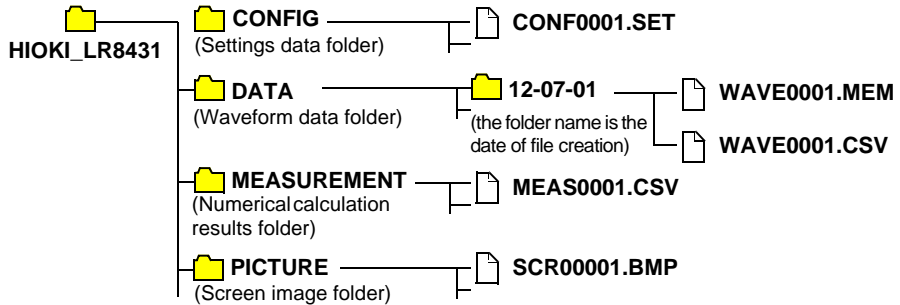 HIOKI_LR8431
CONFIG
(Settings data folder)
CONF0001.SET
DATA
(Waveform data folder)
12-07-01
(the folder name is the
date of file creation)
WAVE0001.MEM
WAVE0001.CSV
MEASUREMENT
(Numerical calculation
results folder)
MEAS0001.CSV
PICTURE
(Screen image folder)
SCR00001.BMP